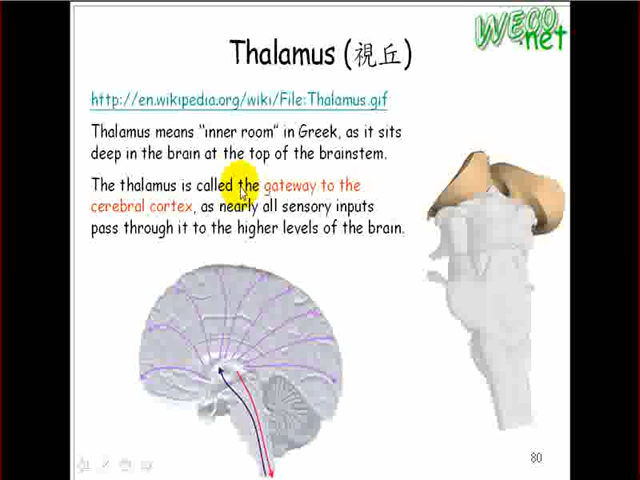 WECO
.net
Thalamus (視丘)
http://en.wikipedia.org/wiki/File:Thalamus.gif
Thalamus means "inner room" in Greek, as it sits
deep in the brain at the top of the brainstem.
The thalamus is called the gateway to the
cerebral cortex, as nearly all sensory inputs
pass through it to the higher levels of the brain.
80